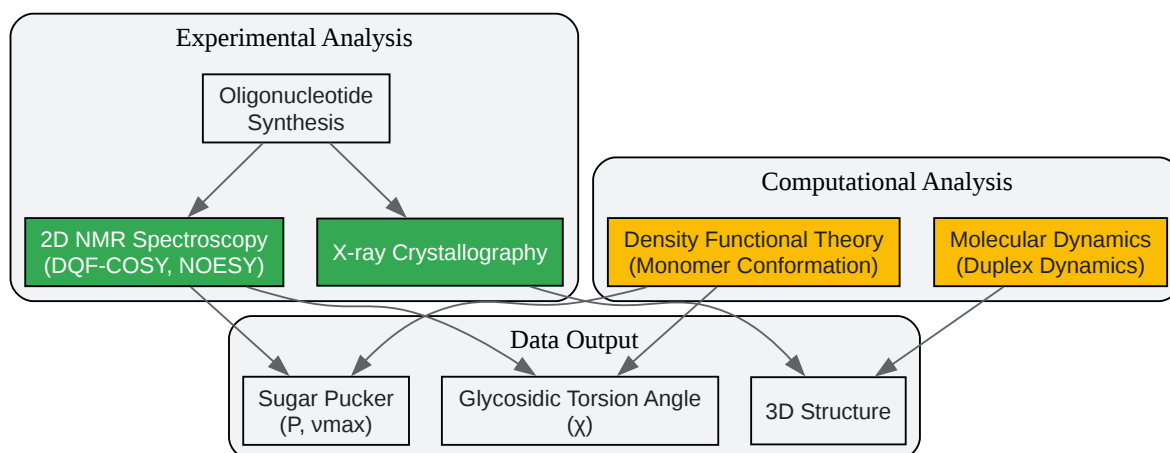 Experimental Analysis
Oligonucleotide
Synthesis
Computational Analysis
2D NMR Spectroscopy
(DQF-COSY, NOESY)
X-ray Crystallography
Density Functional Theory
(Monomer Conformation)
Molecular Dynamics
(Duplex Dynamics)
Data Output
Sugar Pucker
(P, νmax)
Glycosidic Torsion Angle
(χ)
3D Structure